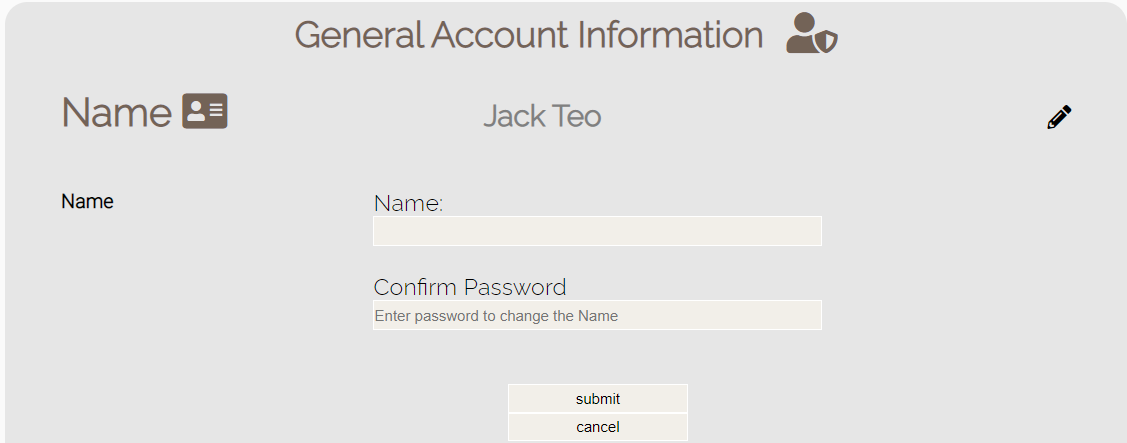 General Account Information
Name Jack Teo
Name Name:
Confirm Password
Enter password to change the Name
submit
cancel